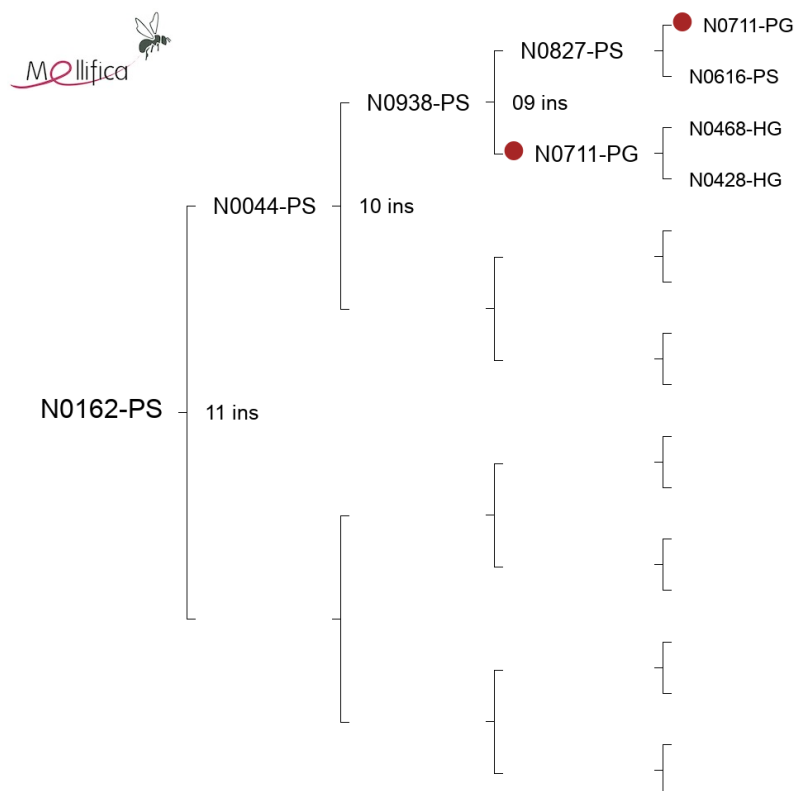 Mellifica
N0711-PG
N0827-PS
N0616-PS
N0938-PS
09 ins
N0468-HG
N0711-PG
N0428-HG
N0044-PS
10 ins
N0162-PS
11 ins